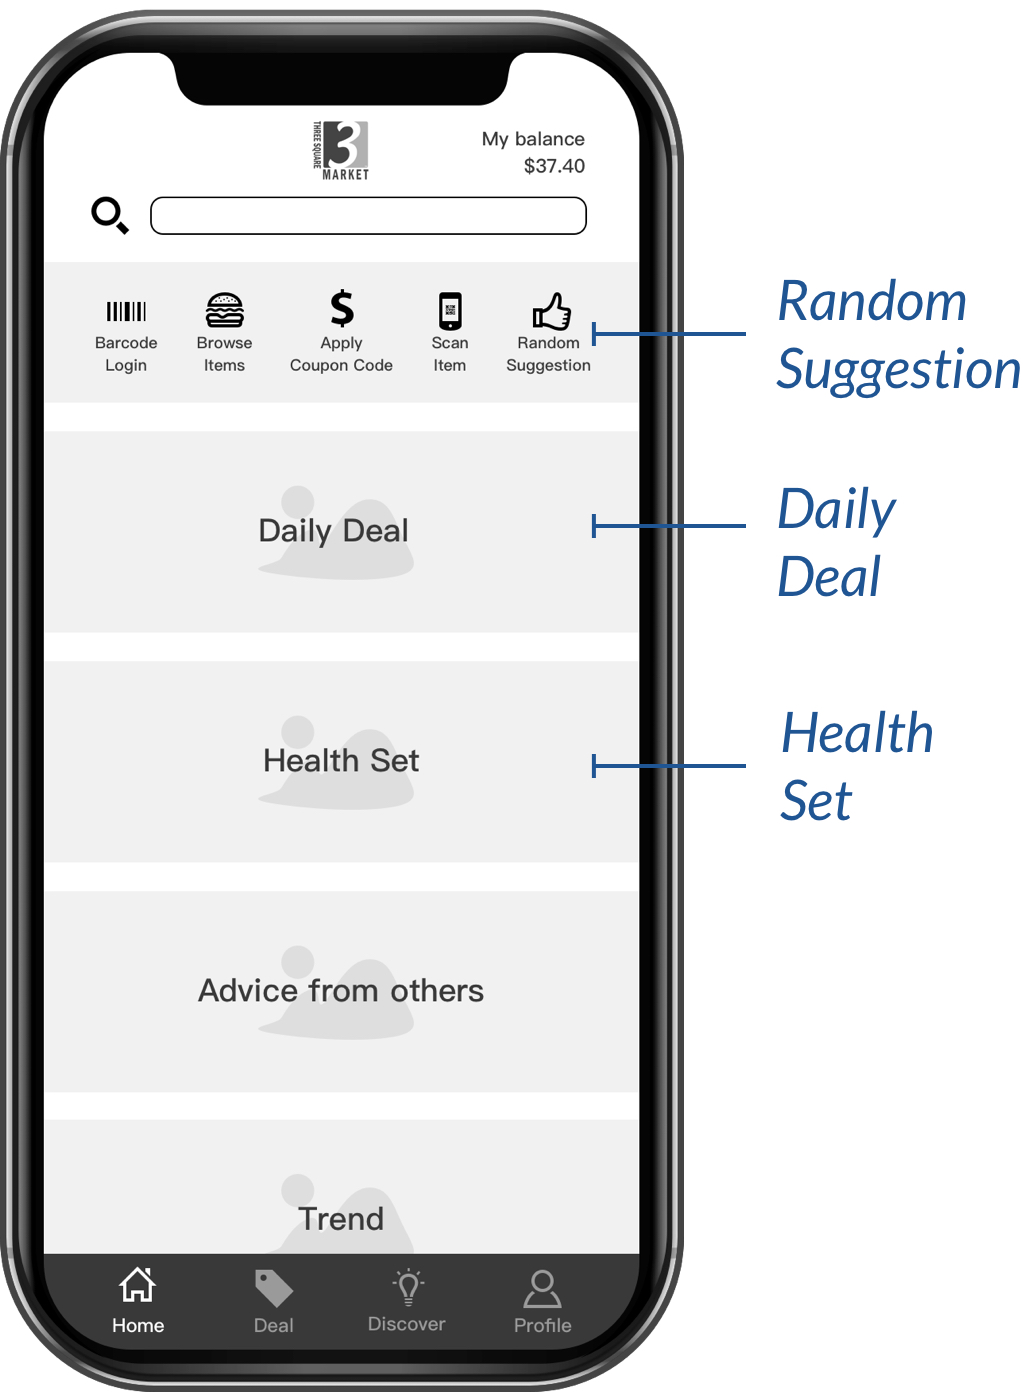 THREE SQUARE
3
MARKET
My balance
$37.40
Barcode
Login
Browse
Items
$
Apply
Coupon Code
Scan
Item
Random
Suggestion
Random
Suggestion
Daily Deal
Daily
Deal
Health Set
Health
Set
Advice from others
Trend
Home
Deal
Discover
Profile